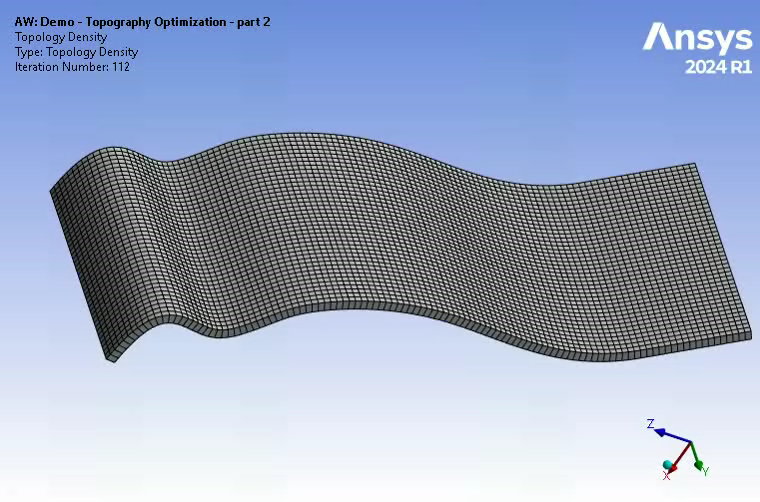 AW: Demo - Topography Optimization - part 2
Topology Density
Type: Topology Density
Iteration Number: 112
Ansys
2024 R1
Z
X
Y